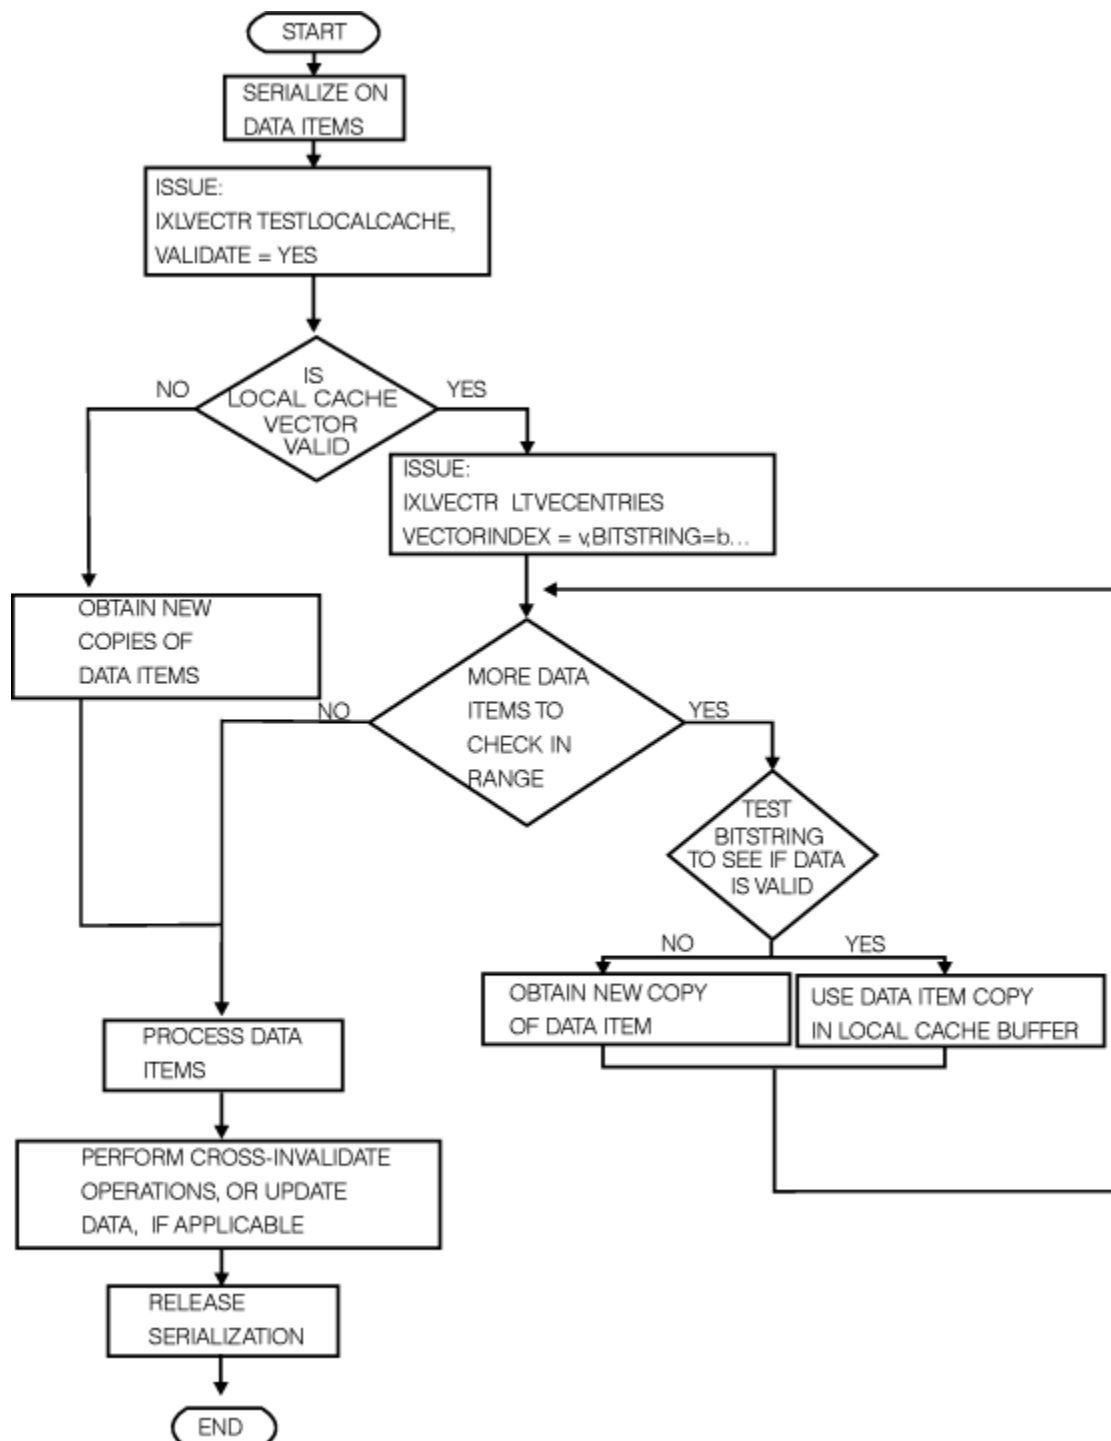 START
SERIALIZE ON
DATA ITEMS
ISSUE:
IXLVECTR TESTLOCALCACHE,
VALIDATE = YES
IS
LOCAL CACHE
VECTOR
VALID
NO
YES
ISSUE:
IXLVECTR LTVECENTRIES
VECTORINDEX = v,BITSTRING=b...
OBTAIN NEW
COPIES OF
DATA ITEMS
MORE DATA
ITEMS TO
CHECK IN
RANGE
NO
YES
TEST
BITSTRING
TO SEE IF DATA
IS VALID
NO
YES
OBTAIN NEW COPY
OF DATA ITEM
USE DATA ITEM COPY
IN LOCAL CACHE BUFFER
PROCESS DATA
ITEMS
PERFORM CROSS-INVALIDATE
OPERATIONS, OR UPDATE
DATA, IF APPLICABLE
RELEASE
SERIALIZATION
END